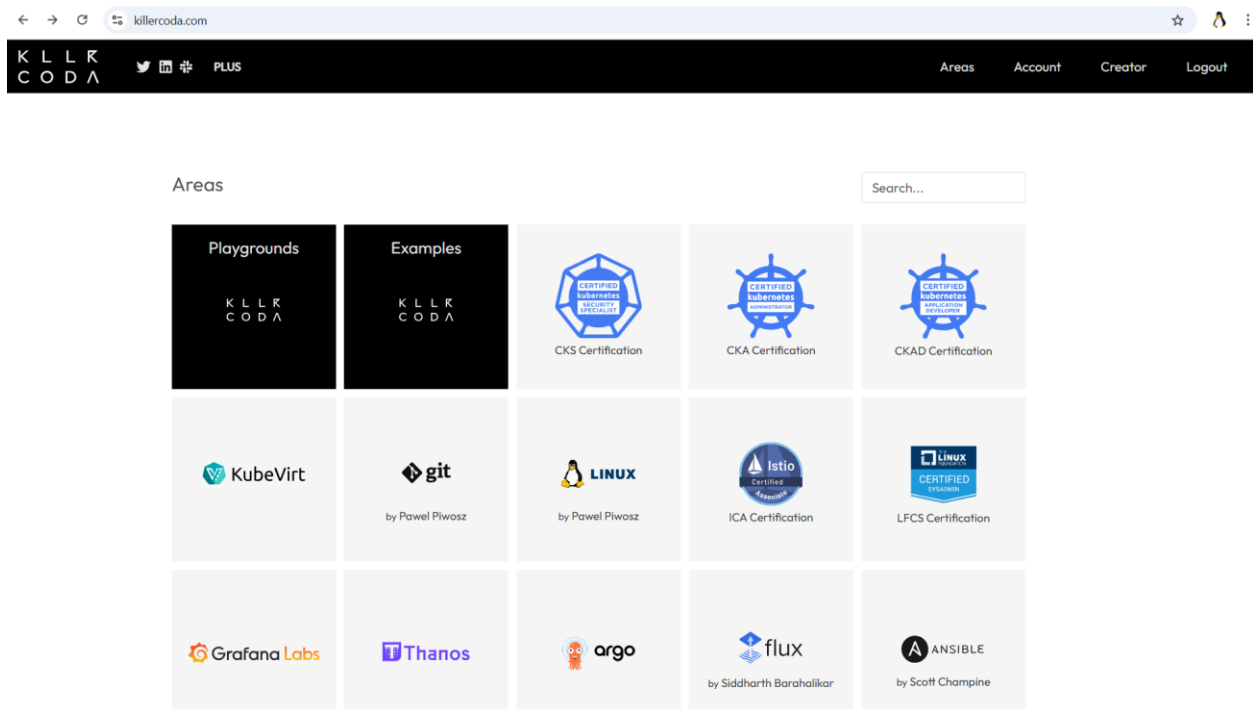 killercoda.com
K L L R
C O D A
PLUS
Areas
Account
Creator
Logout
Areas
Search...
Playgrounds
K L L R
C O D A
Examples
K L L R
C O D A
CERTIFIED
kubernetes
SECURITY
SPECIALIST
CKS Certification
CERTIFIED
kubernetes
ADMINISTRATOR
CKA Certification
CERTIFIED
kubernetes
APPLICATION
DEVELOPER
CKAD Certification
KubeVirt
git
by Pawel Piwosz
LINUX
by Pawel Piwosz
Istio
Certified
Associate
ICA Certification
THE
LINUX
FOUNDATION
CERTIFIED
SYSADMIN
LFCS Certification
Grafana Labs
Thanos
argo
flux
by Siddharth Barahalikar
ANSIBLE
by Scott Champine